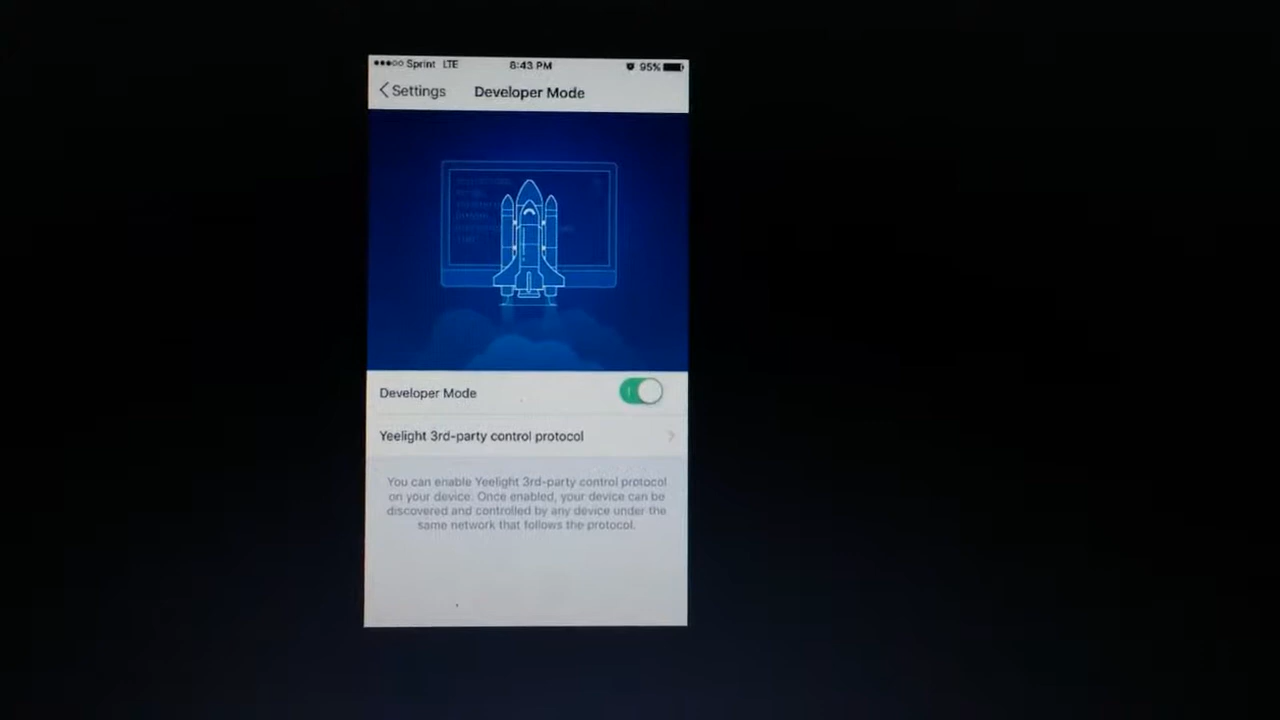 Sprint LTE 8:43 PM 95%
Settings Developer Mode
Developer Mode
Yeelight 3rd-party control protocol
You can enable Yeelight 3rd-party control protocol
on your device. Once enabled, your device can be
discovered and controlled by any device under the
same network that follows the protocol.